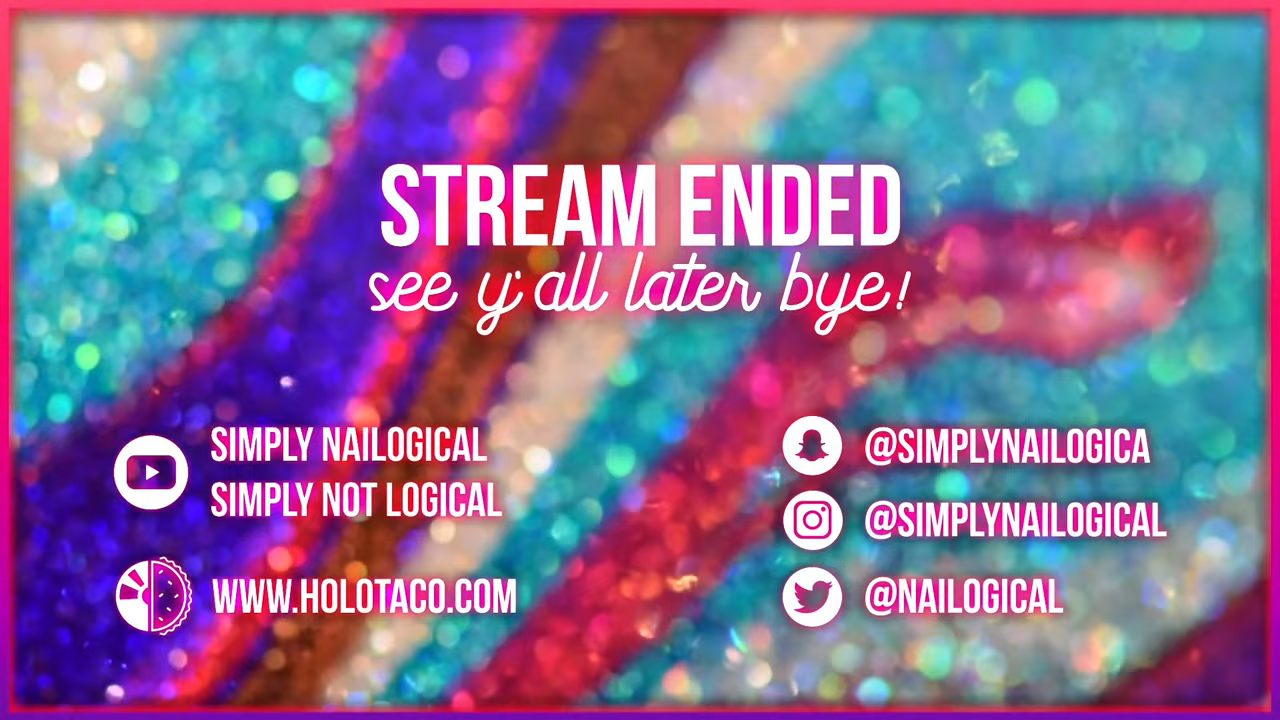 STREAM ENDED
see y'all later bye!
SIMPLY NAILOGICAL
SIMPLY NOT LOGICAL
WWW.HOLOTACO.COM
@SIMPLYNAILOGICA
@SIMPLYNAILOGICAL
@NAILOGICAL